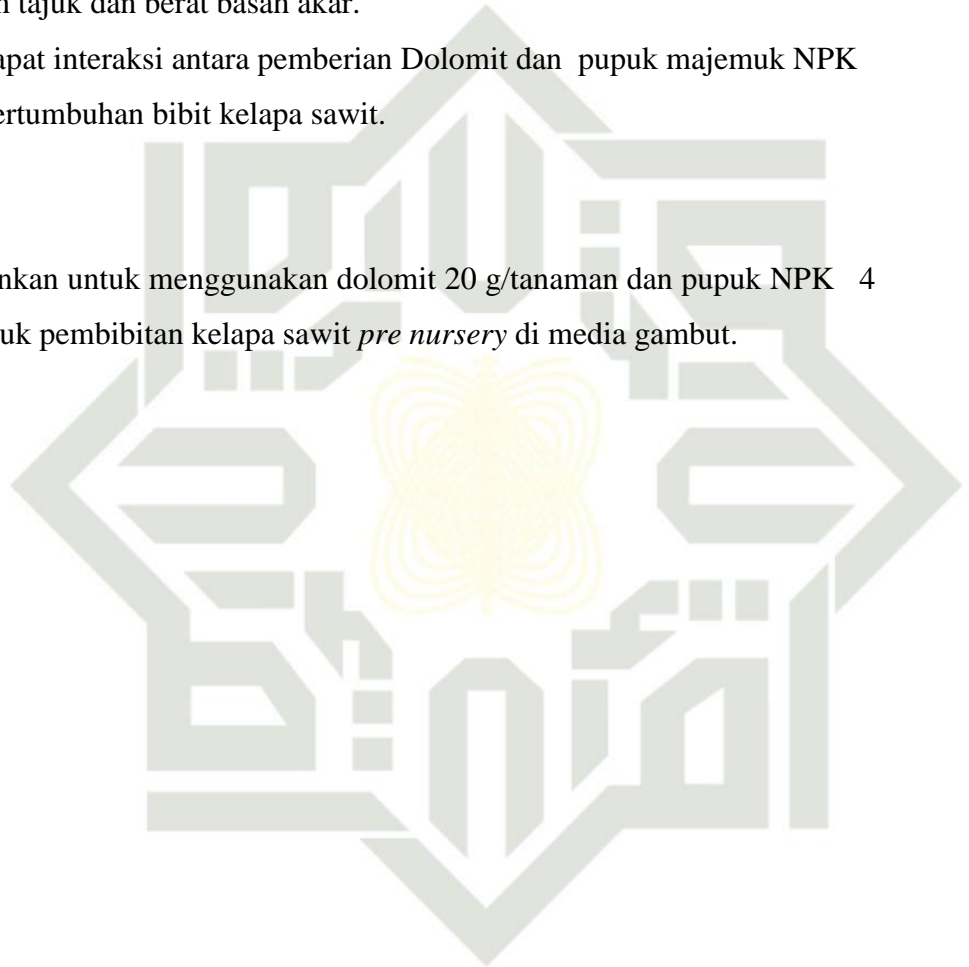 tajuk dan berat basah akar.
apat interaksi antara pemberian Dolomit dan pupuk majemuk NPK
ertumbuhan bibit kelapa sawit.
nkan untuk menggunakan dolomit 20 g/tanaman dan pupuk NPK 4
uk pembibitan kelapa sawit pre nursery di media gambut.